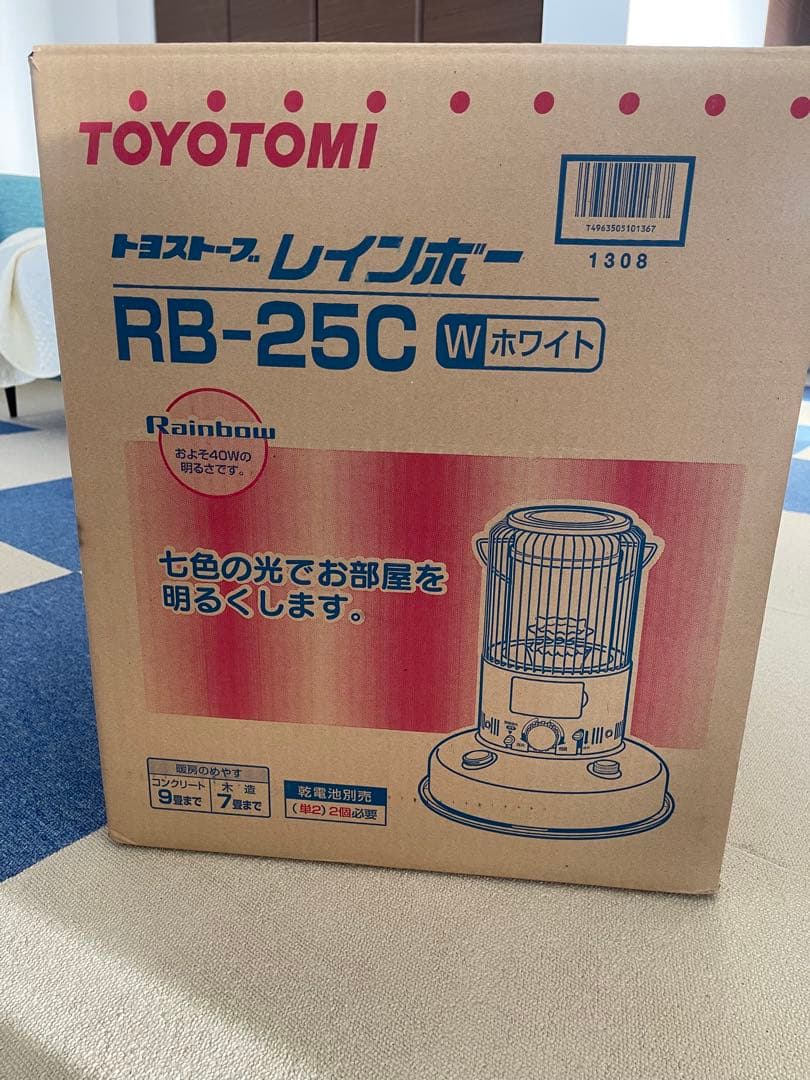 TOYOTOMI
T4963505101367
1308
トヨストーブ レインボー
RB-25C W ホワイト
Rainbow
およそ40Wの
明るさです。
七色の光でお部屋を
明るくします。
暖房のめやす
コンクリート
9畳まで
木造
7畳まで
乾電池別売
(単2) 2個必要